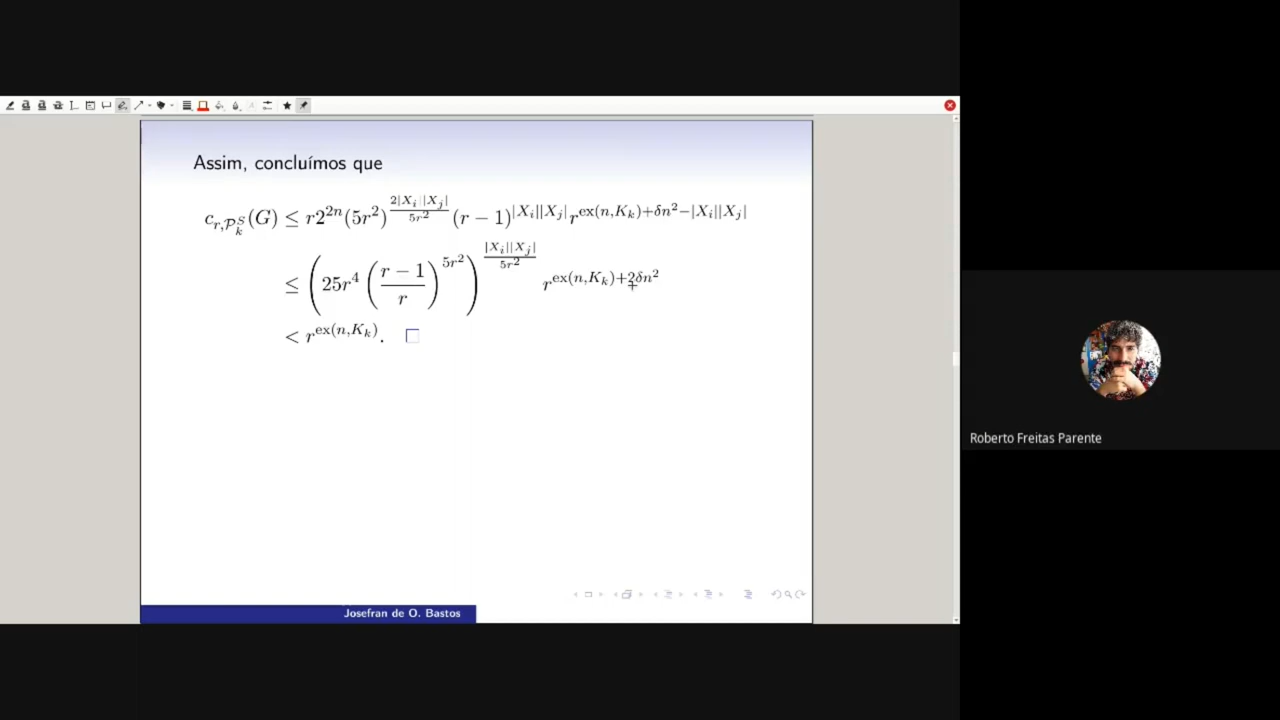 Assim, concluímos que
$c_{r,\mathcal{P}_k^S}(G) \leq r2^{2n}(5r^2)^{\frac{2|X_i||X_j|}{5r^2}}(r-1)^{|X_i||X_j|}r^{\mathrm{ex}(n,K_k)+\delta n^2-|X_i||X_j|}$
$\leq \left(25r^4\left(\frac{r-1}{r}\right)^{5r^2}\right)^{\frac{|X_i||X_j|}{5r^2}} r^{\mathrm{ex}(n,K_k)+2\delta n^2}$
$< r^{\mathrm{ex}(n,K_k)}.$ □
Roberto Freitas Parente
Josefran de O. Bastos